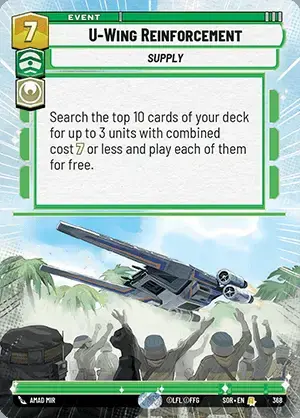 EVENT
7
U-Wing Reinforcement
SUPPLY
Search the top 10 cards of your deck
for up to 3 units with combined
cost 7 or less and play each of them
for free.
AMAD MIR
©LFL ©FFG
SOR • EN
368